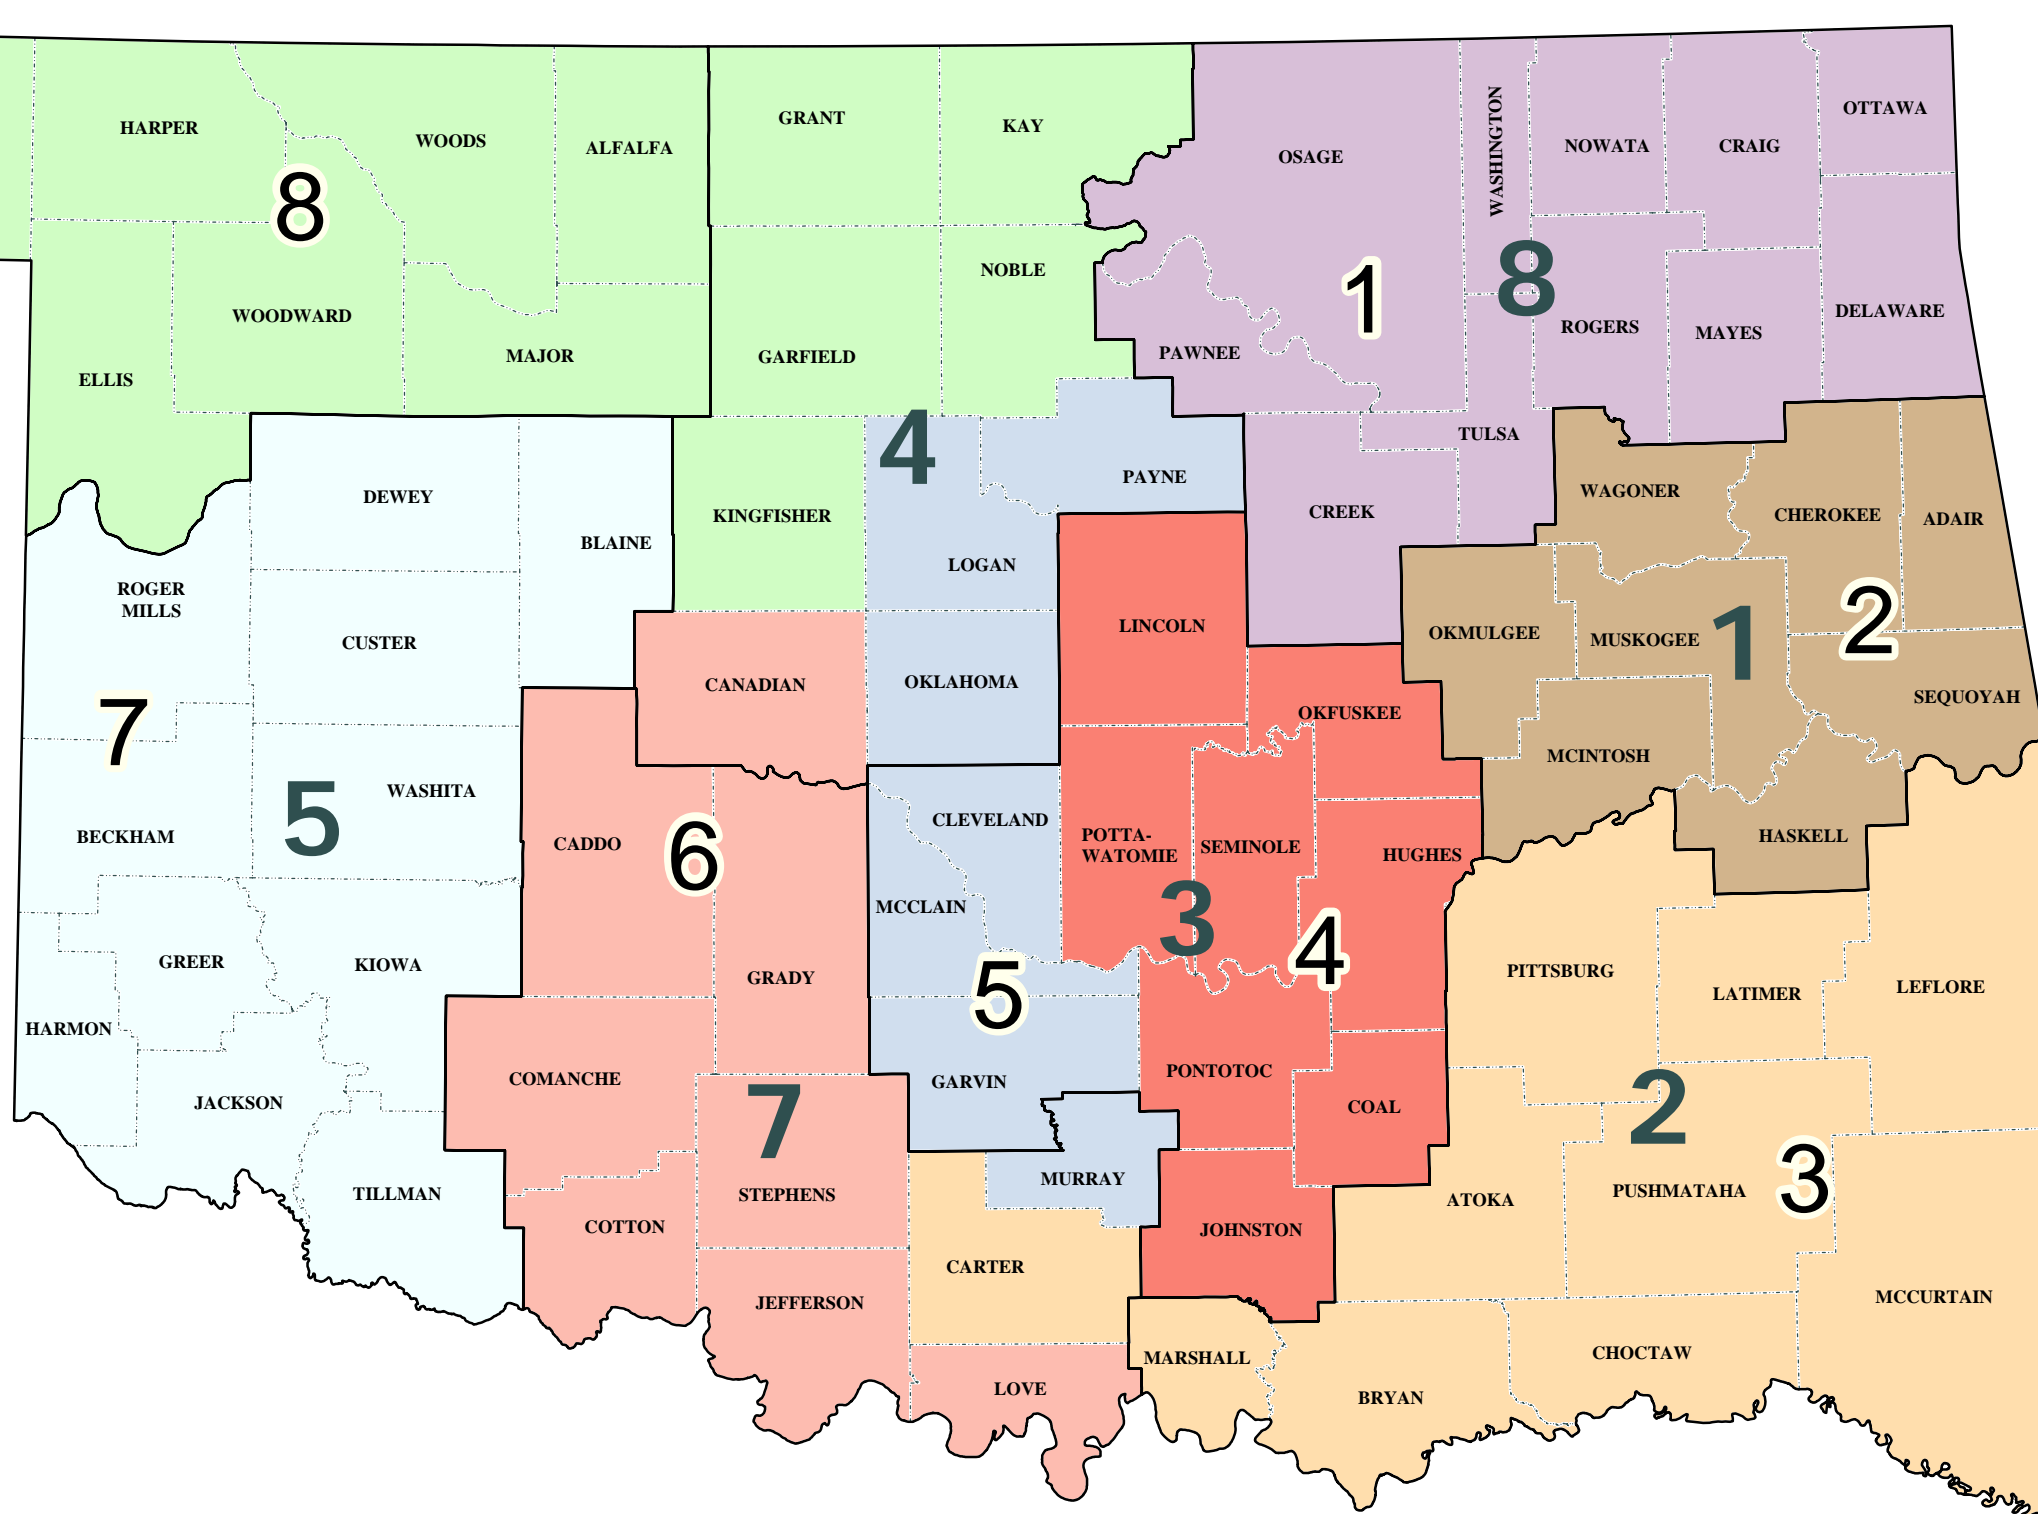 HARPER
WOODS
ALFALFA
GRANT
KAY
OSAGE
WASHINGTON
NOWATA
CRAIG
OTTAWA
8
WOODWARD
ELLIS
MAJOR
GARFIELD
NOBLE
PAWNEE
1
8
ROGERS
MAYES
DELAWARE
DEWEY
BLAINE
KINGFISHER
4
LOGAN
PAYNE
TULSA
CREEK
WAGONER
CHEROKEE
ADAIR
ROGER
MILLS
CUSTER
CANADIAN
OKLAHOMA
LINCOLN
OKFUSKEE
OKMULGEE
MUSKOGEE
1
2
SEQUOYAH
7
BECKHAM
5
WASHITA
CADDO
6
CLEVELAND
MCCLAIN
POTTA-
WATOMIE
SEMINOLE
HUGHES
MCINTOSH
HASKELL
GREER
KIOWA
HARMON
GRADY
5
3
4
PITTSBURG
LATIMER
LEFLORE
JACKSON
COMANCHE
7
GARVIN
PONTOTOC
COAL
2
TILLMAN
COTTON
STEPHENS
MURRAY
JOHNSTON
ATOKA
PUSHMATAHA
3
JEFFERSON
CARTER
LOVE
MARSHALL
BRYAN
CHOCTAW
MCCURTAIN